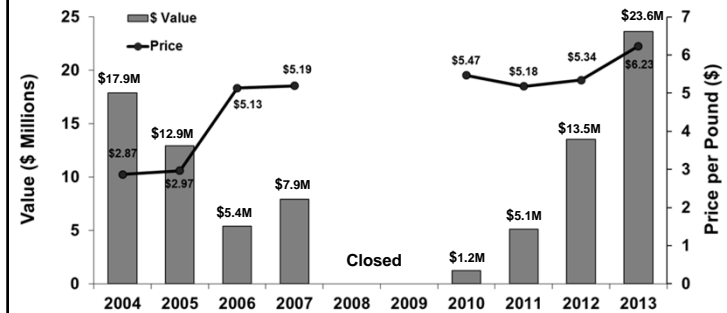 $ Value
Price
Value ($ Millions)
25
20
15
10
5
0
Price per Pound ($)
7
6
5
4
3
2
1
0
$17.9M
$12.9M
$5.4M
$7.9M
$1.2M
$5.1M
$13.5M
$23.6M
$2.87
$2.97
$5.13
$5.19
$5.47
$5.18
$5.34
$6.23
Closed
2004 2005 2006 2007 2008 2009 2010 2011 2012 2013